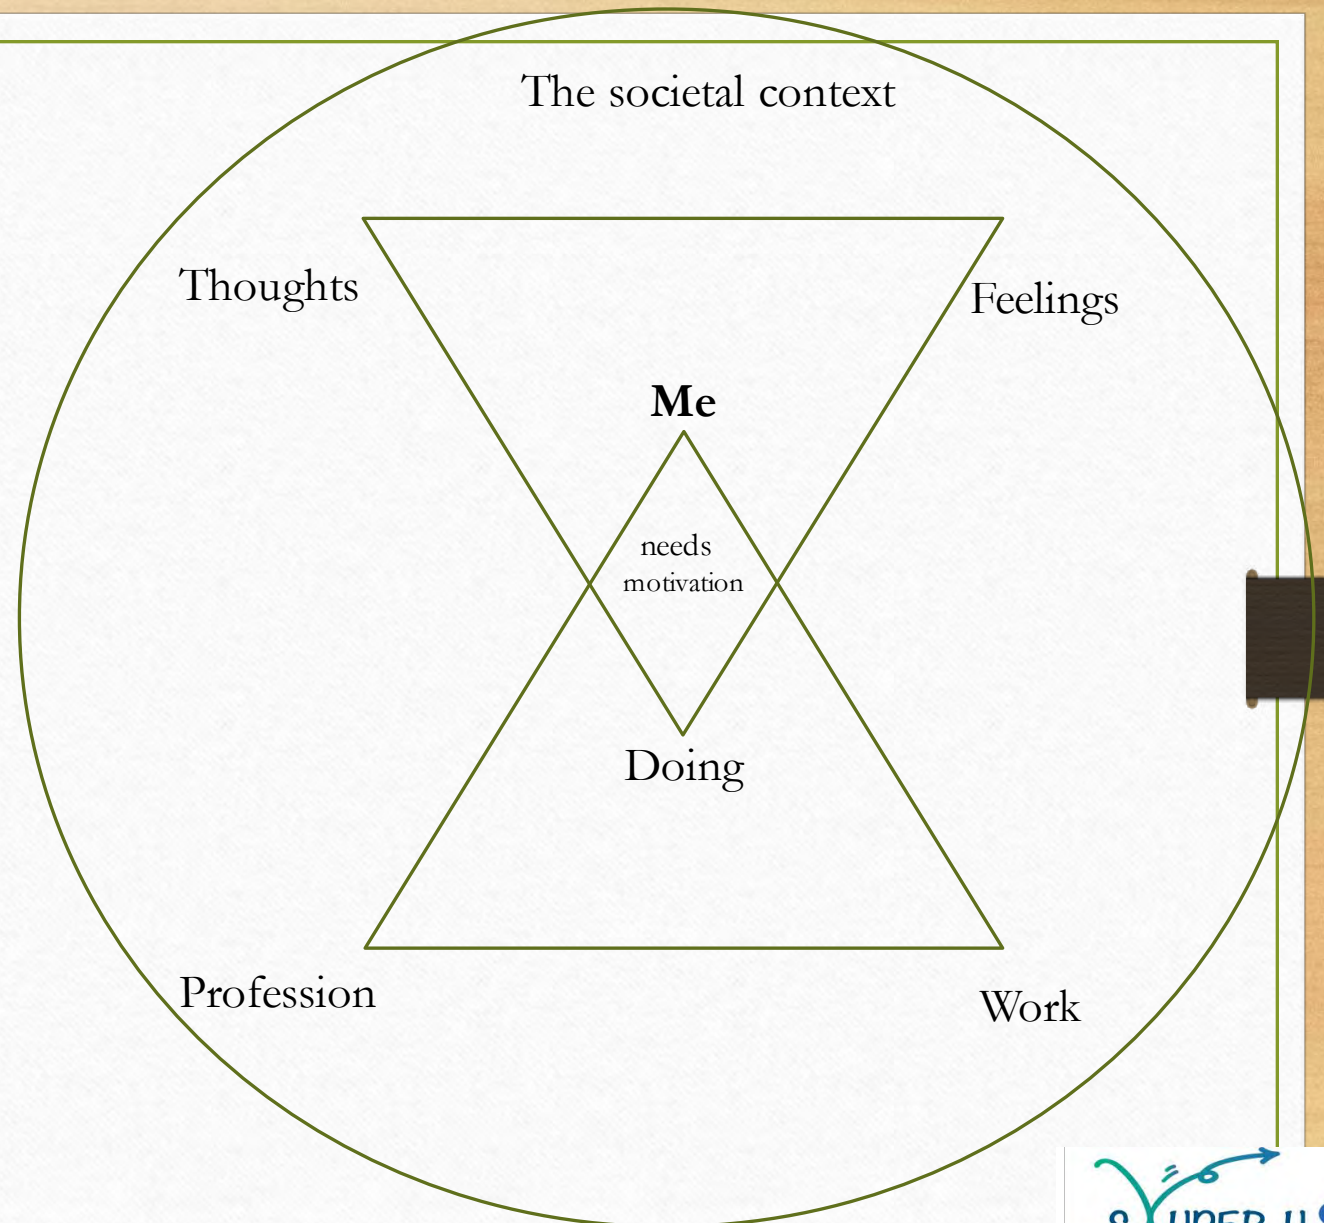 The societal context
Thoughts
Feelings
Me
needs
motivation
Doing
Profession
Work